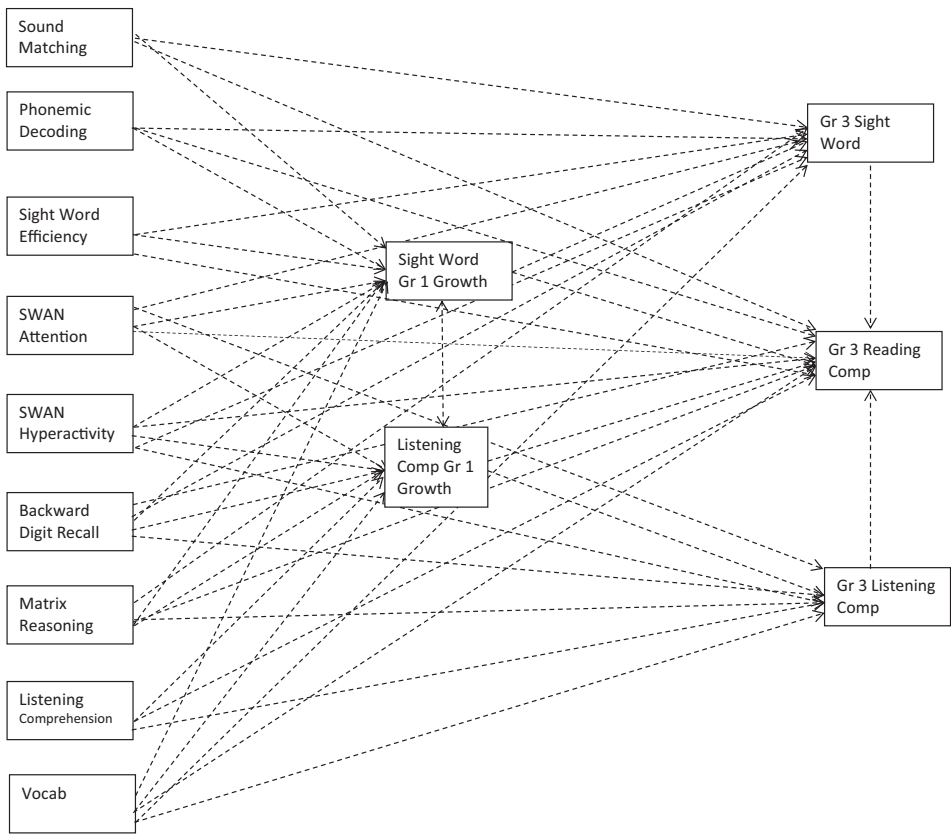 Sound
Matching
Phonemic
Decoding
Sight Word
Efficiency
SWAN
Attention
SWAN
Hyperactivity
Backward
Digit Recall
Matrix
Reasoning
Listening
Comprehension
Vocab
Sight Word
Gr 1 Growth
Listening
Comp Gr 1
Growth
Gr 3 Sight
Word
Gr 3 Reading
Comp
Gr 3 Listening
Comp